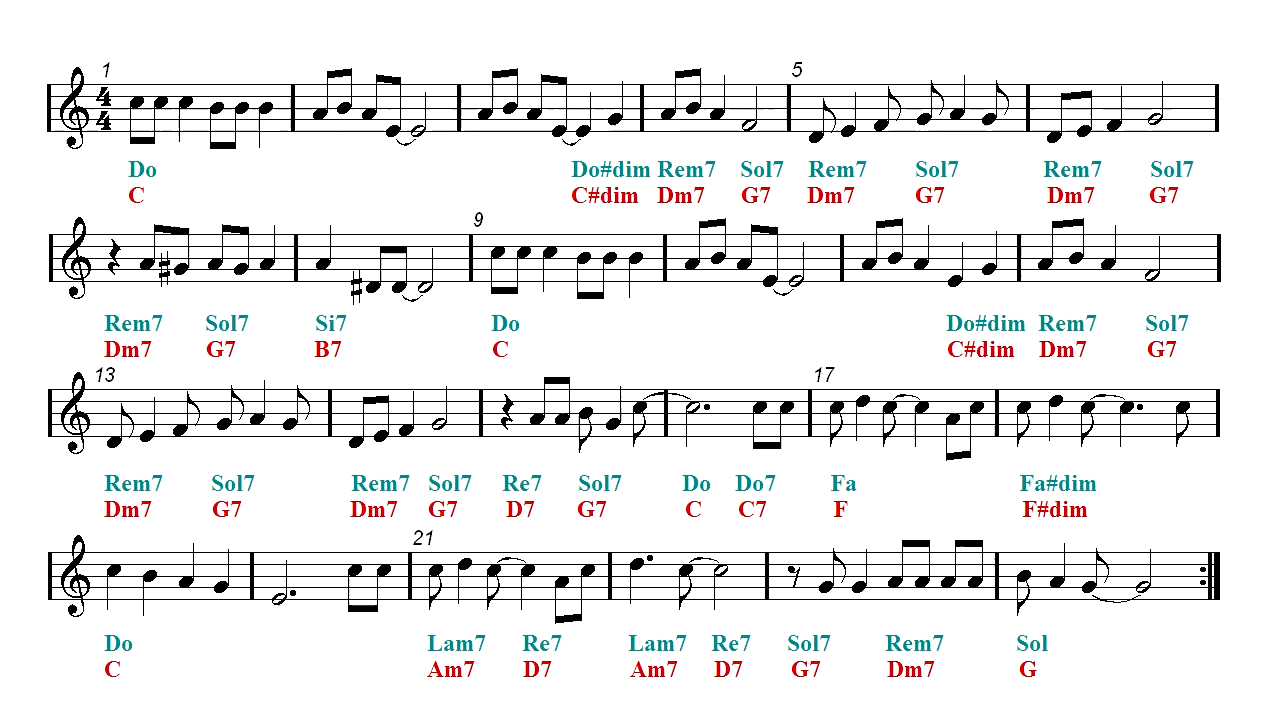 1 5
4
4
Do Do#dim Rem7 Sol7 Rem7 Sol7 Rem7 Sol7
C C#dim Dm7 G7 Dm7 G7 Dm7 G7
9
Rem7 Sol7 Si7 Do Do#dim Rem7 Sol7
Dm7 G7 B7 C C#dim Dm7 G7
13 17
Rem7 Sol7 Rem7 Sol7 Re7 Sol7 Do Do7 Fa Fa#dim
Dm7 G7 Dm7 G7 D7 G7 C C7 F F#dim
21
Do Lam7 Re7 Lam7 Re7 Sol7 Rem7 Sol
C Am7 D7 Am7 D7 G7 Dm7 G